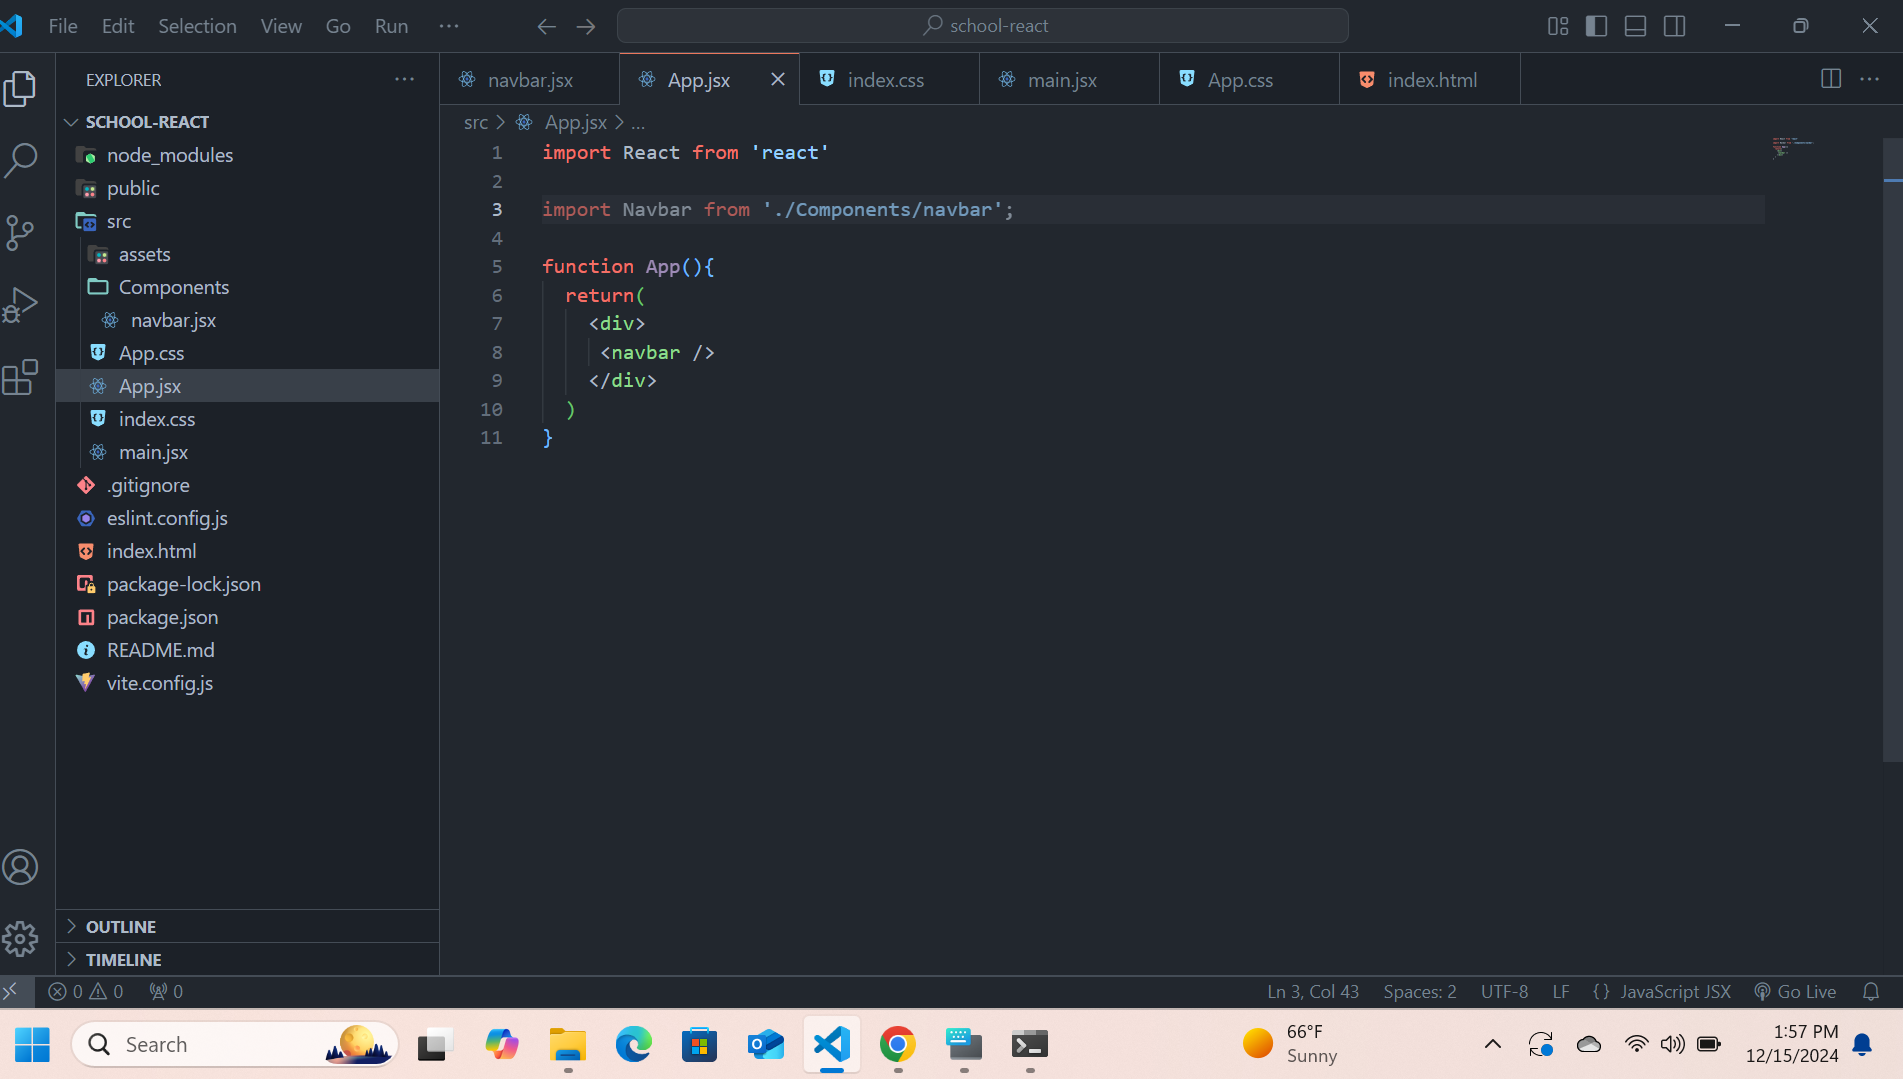 File Edit Selection View Go Run ··· school-react
EXPLORER ···
SCHOOL-REACT
node_modules
public
src
assets
Components
navbar.jsx
App.css
App.jsx
index.css
main.jsx
.gitignore
eslint.config.js
index.html
package-lock.json
package.json
README.md
vite.config.js
OUTLINE
TIMELINE
navbar.jsx App.jsx index.css main.jsx App.css index.html ···
src > App.jsx > ...
1 import React from 'react'
2
3 import Navbar from './Components/navbar';
4
5 function App(){
6 return(
7 <div>
8 <navbar />
9 </div>
10 )
11 }
0 0 0 Ln 3, Col 43 Spaces: 2 UTF-8 LF {} JavaScript JSX Go Live
Search 66°F 1:57 PM
Sunny 12/15/2024